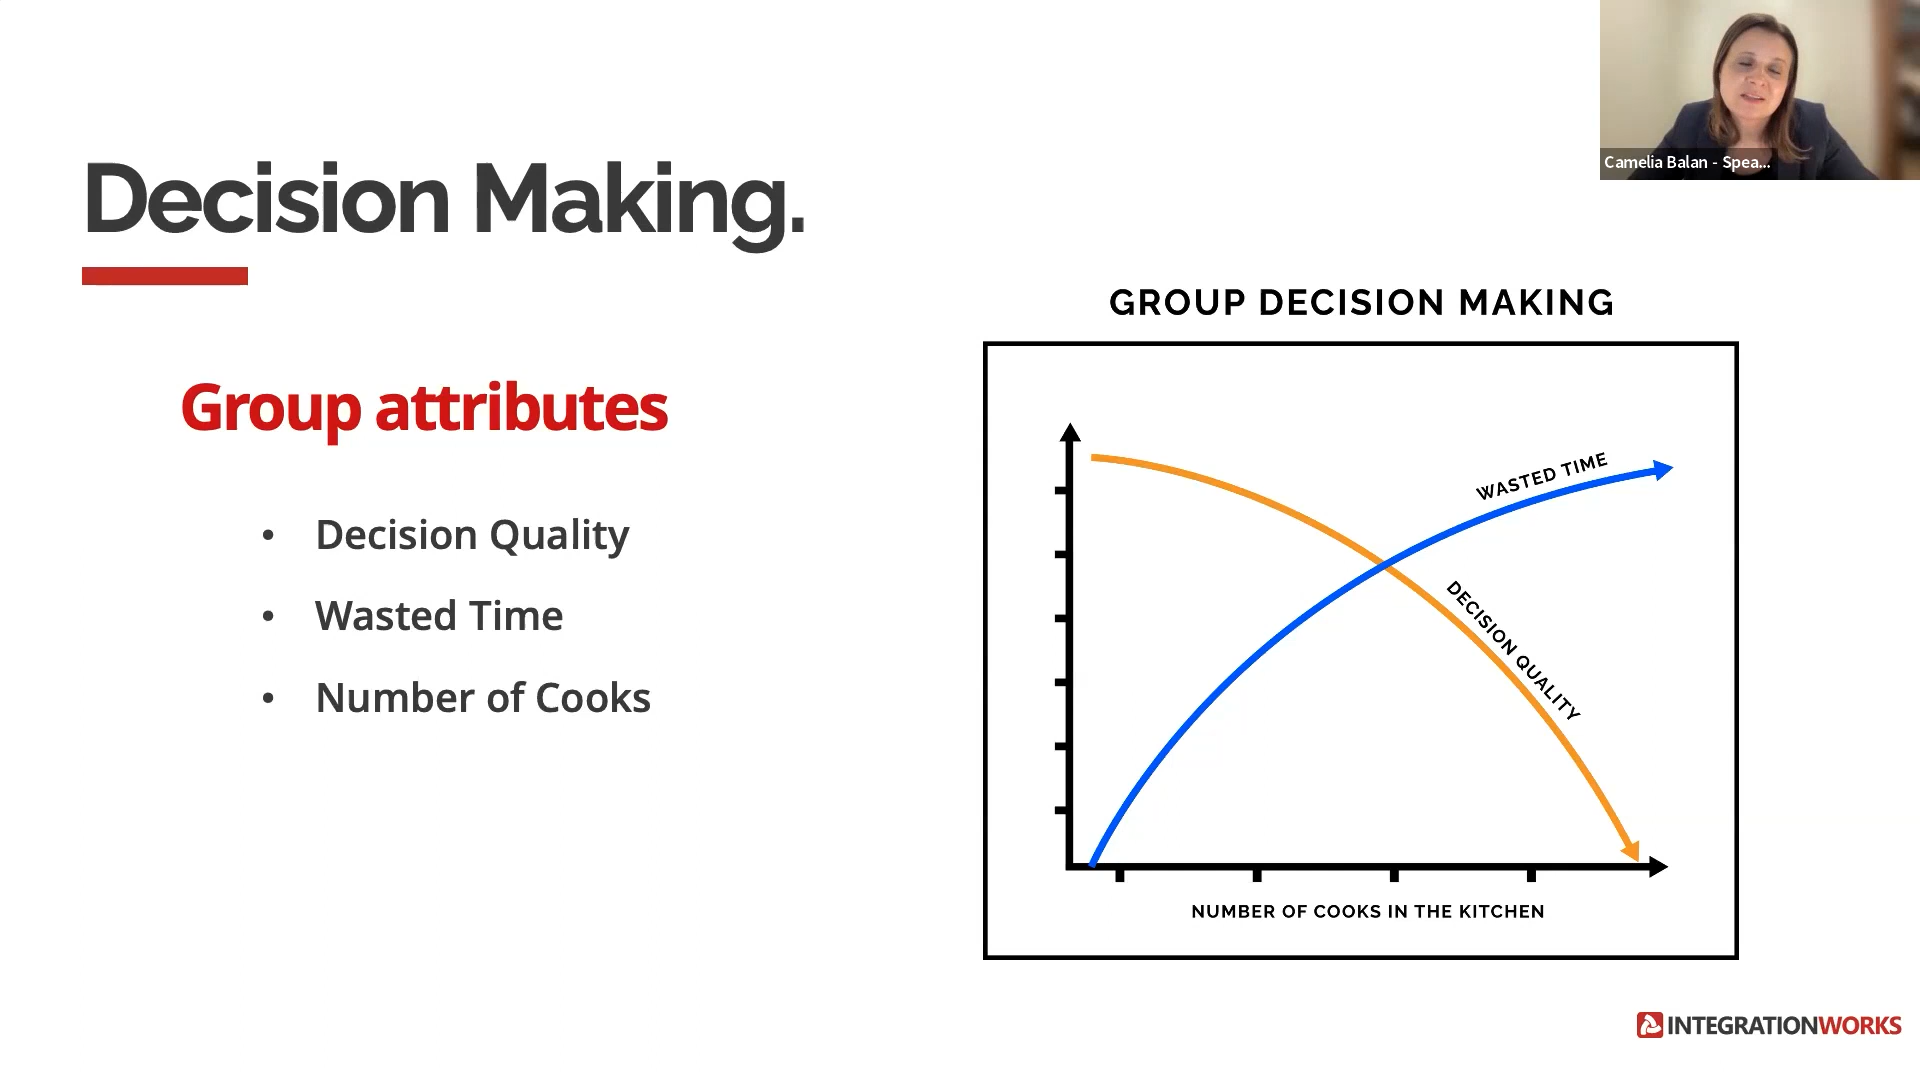 Camelia Balan - Spea...
Decision Making.
GROUP DECISION MAKING
Group attributes
• Decision Quality
• Wasted Time
• Number of Cooks
WASTED TIME
DECISION QUALITY
NUMBER OF COOKS IN THE KITCHEN
INTEGRATIONWORKS